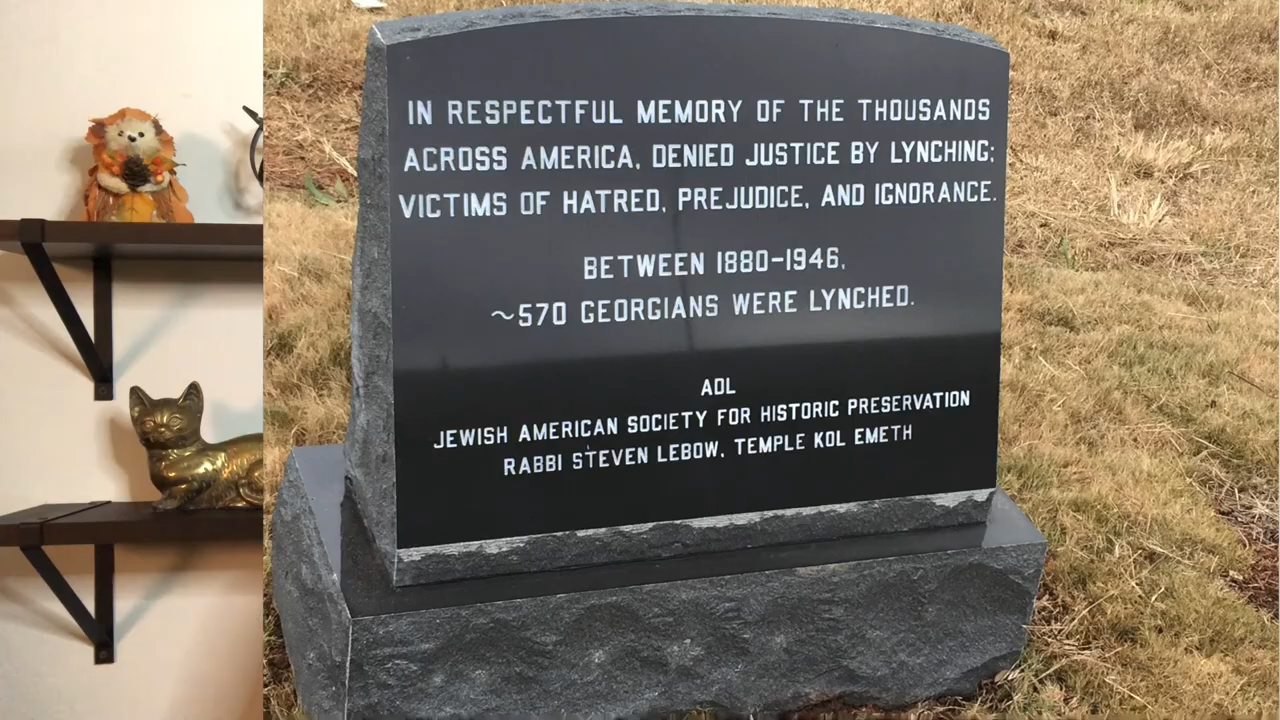 IN RESPECTFUL MEMORY OF THE THOUSANDS
ACROSS AMERICA, DENIED JUSTICE BY LYNCHING;
VICTIMS OF HATRED, PREJUDICE, AND IGNORANCE.
BETWEEN 1880-1946,
~570 GEORGIANS WERE LYNCHED.
ADL
JEWISH AMERICAN SOCIETY FOR HISTORIC PRESERVATION
RABBI STEVEN LEBOW, TEMPLE KOL EMETH